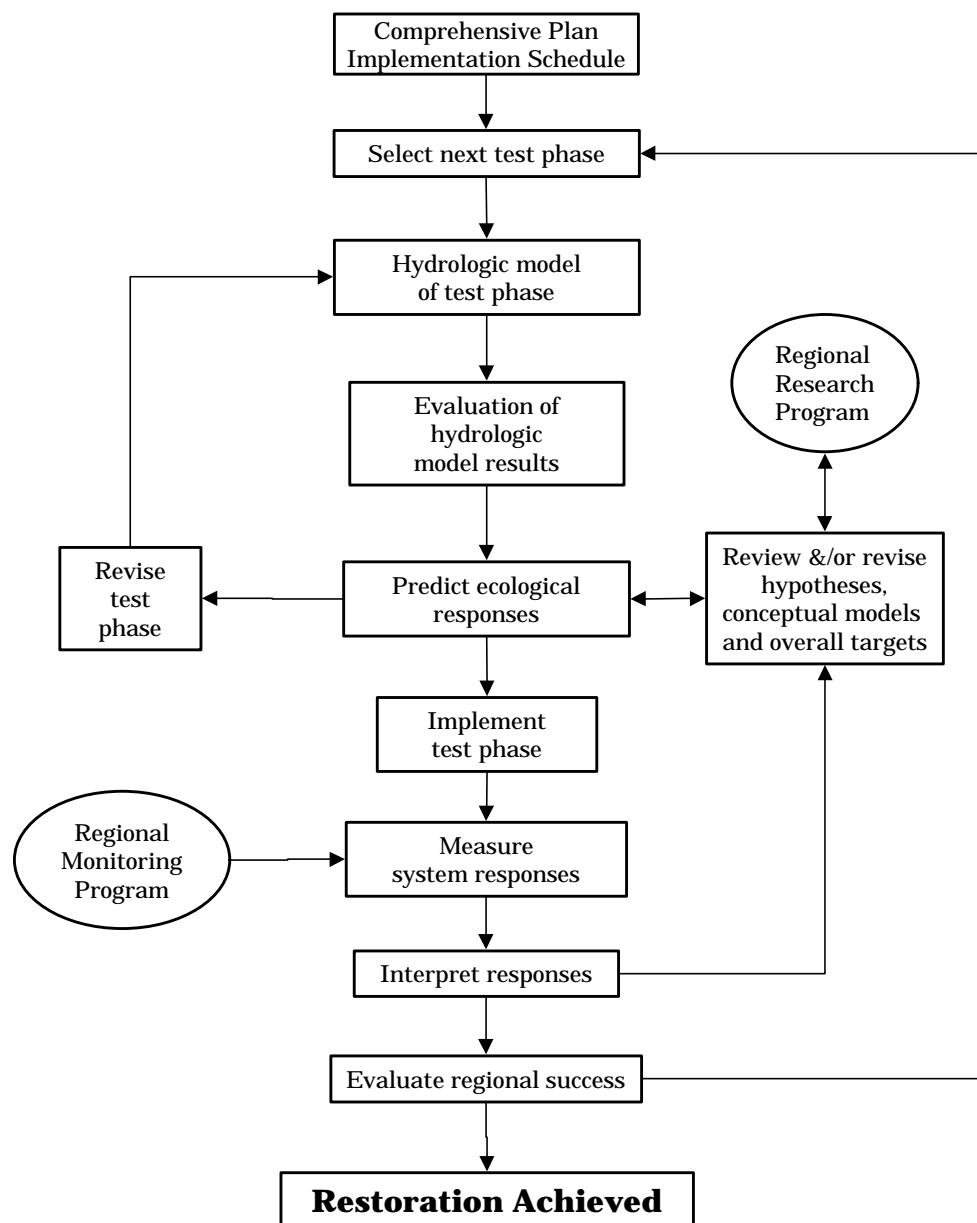 Comprehensive Plan
Implementation Schedule
Select next test phase
Hydrologic model
of test phase
Regional
Research
Program
Evaluation of
hydrologic
model results
Revise
test
phase
Predict ecological
responses
Review &/or revise
hypotheses,
conceptual models
and overall targets
Implement
test phase
Regional
Monitoring
Program
Measure
system responses
Interpret responses
Evaluate regional success
Restoration Achieved